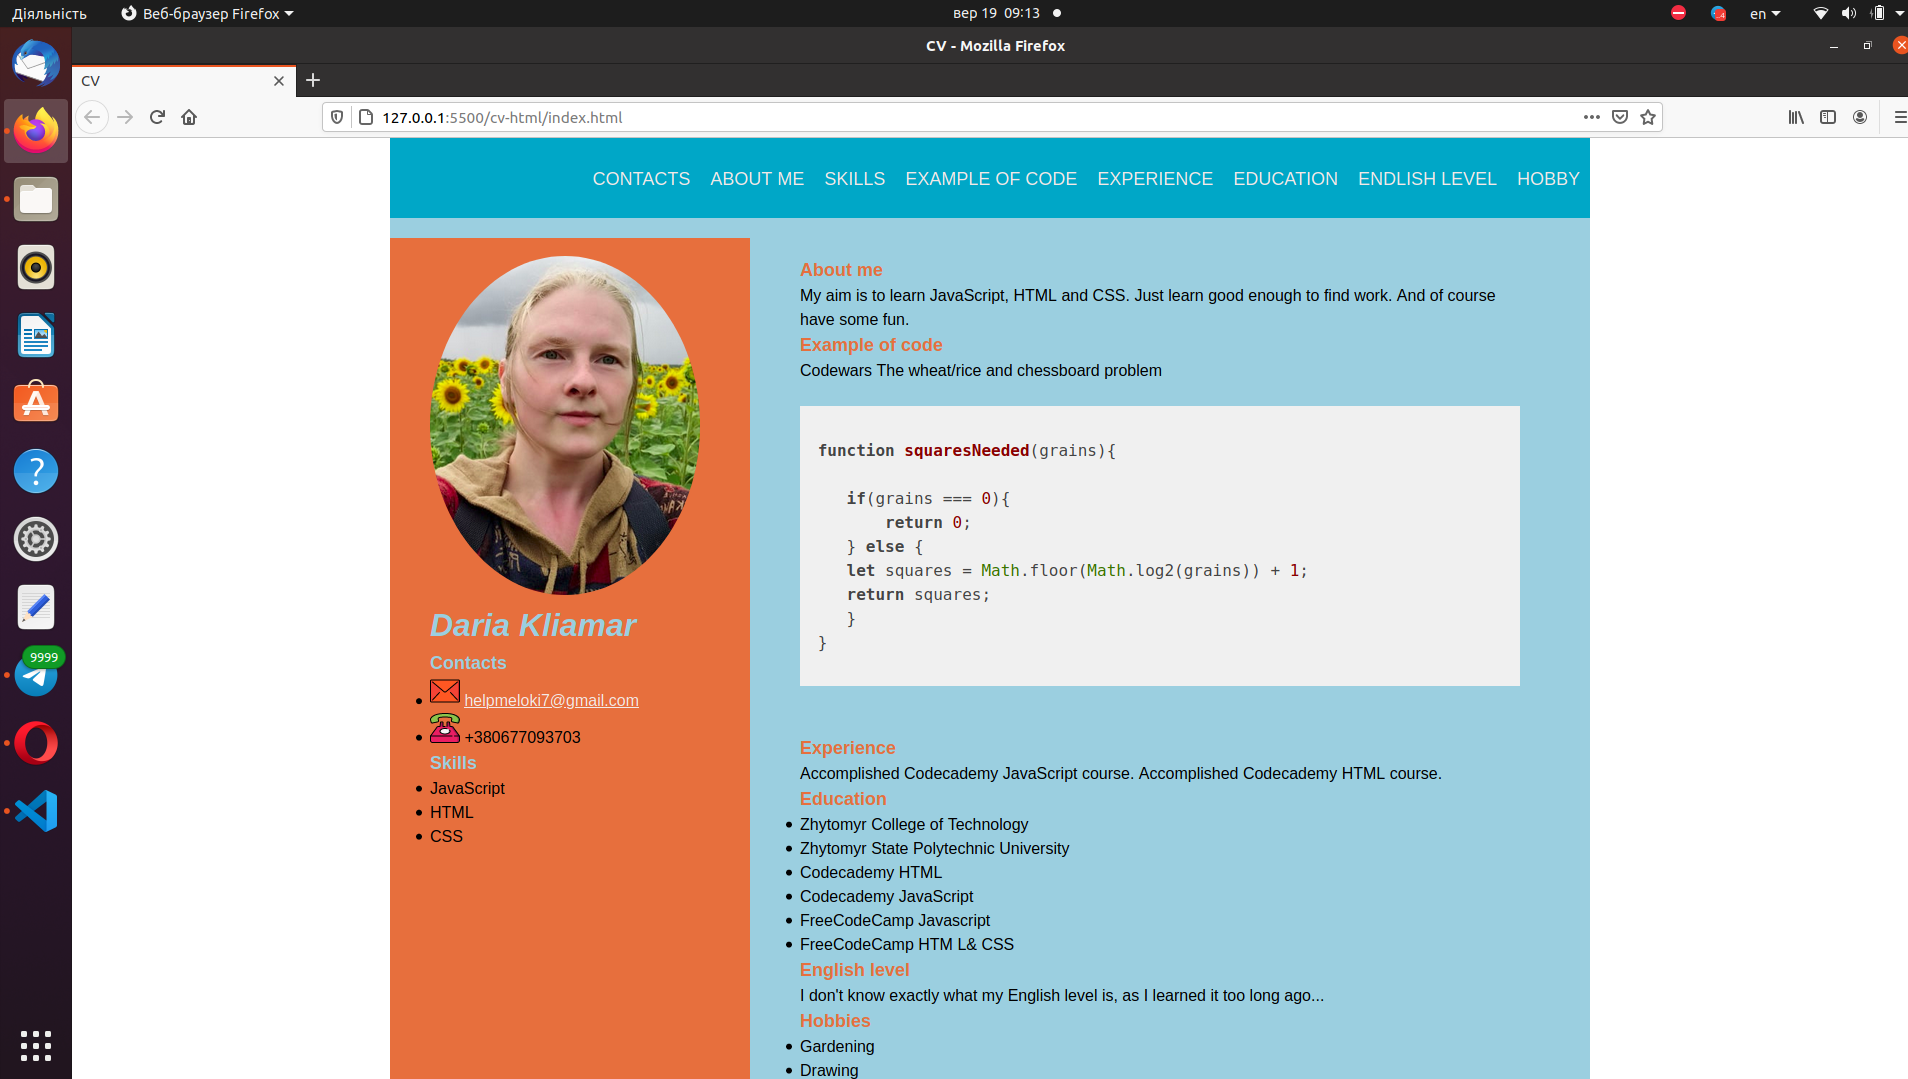 Діяльність
Веб-браузер Firefox
вер 19 09:13
en
CV - Mozilla Firefox
CV
127.0.0.1:5500/cv-html/index.html
CONTACTS ABOUT ME SKILLS EXAMPLE OF CODE EXPERIENCE EDUCATION ENDLISH LEVEL HOBBY
Daria Kliamar
Contacts
helpmeloki7@gmail.com
+380677093703
Skills
JavaScript
HTML
CSS
About me
My aim is to learn JavaScript, HTML and CSS. Just learn good enough to find work. And of course
have some fun.
Example of code
Codewars The wheat/rice and chessboard problem
function squaresNeeded(grains){
if(grains === 0){
return 0;
} else {
let squares = Math.floor(Math.log2(grains)) + 1;
return squares;
}
}
Experience
Accomplished Codecademy JavaScript course. Accomplished Codecademy HTML course.
Education
Zhytomyr College of Technology
Zhytomyr State Polytechnic University
Codecademy HTML
Codecademy JavaScript
FreeCodeCamp Javascript
FreeCodeCamp HTM L& CSS
English level
I don't know exactly what my English level is, as I learned it too long ago...
Hobbies
Gardening
Drawing
9999